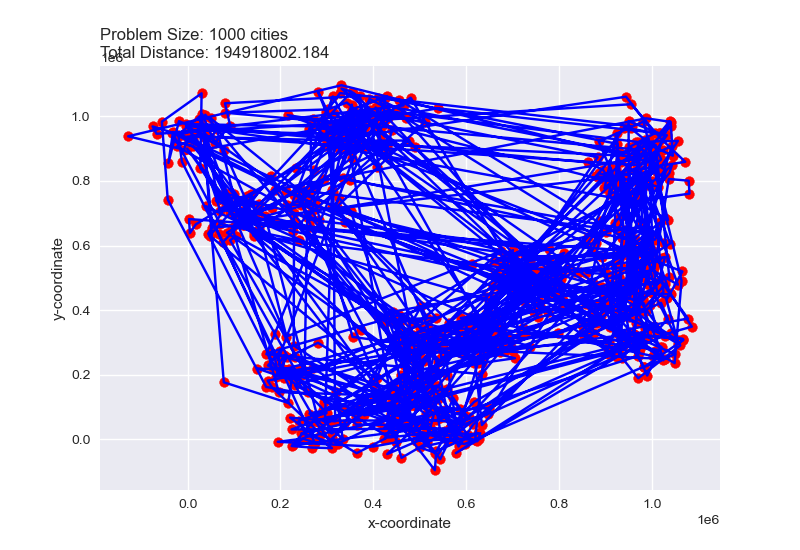 Problem Size: 1000 cities
Total Distance: 194918002.184
1e6
1.0
0.8
0.6
0.4
0.2
0.0
y-coordinate
0.0 0.2 0.4 0.6 0.8 1.0
x-coordinate
1e6